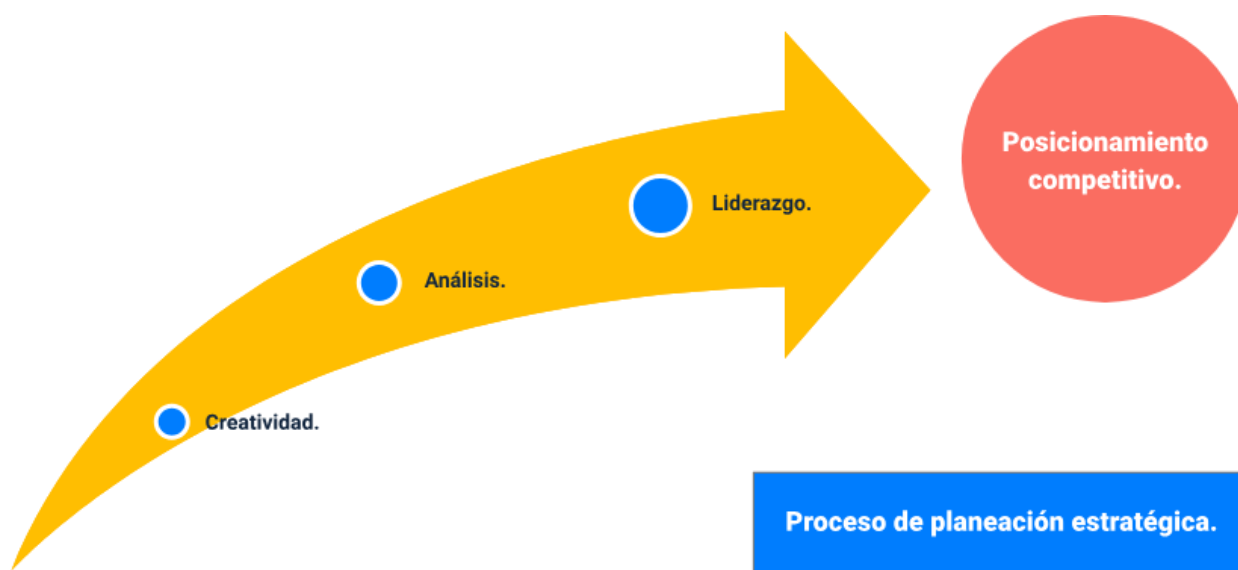 Posicionamiento
competitivo.
Liderazgo.
Análisis.
Creatividad.
Proceso de planeación estratégica.